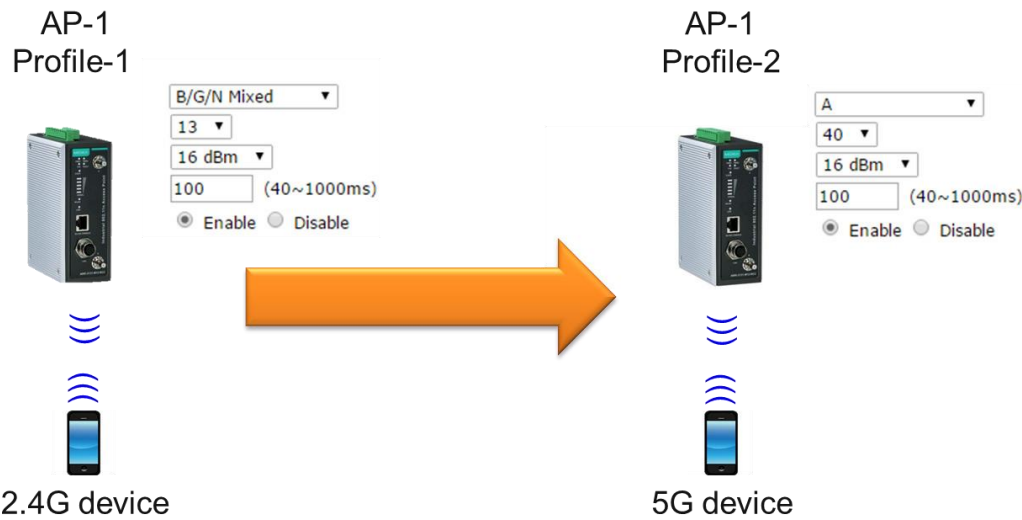 AP-1
Profile-1
B/G/N Mixed
13
16 dBm
100 (40~1000ms)
Enable Disable
2.4G device
AP-1
Profile-2
A
40
16 dBm
100 (40~1000ms)
Enable Disable
5G device